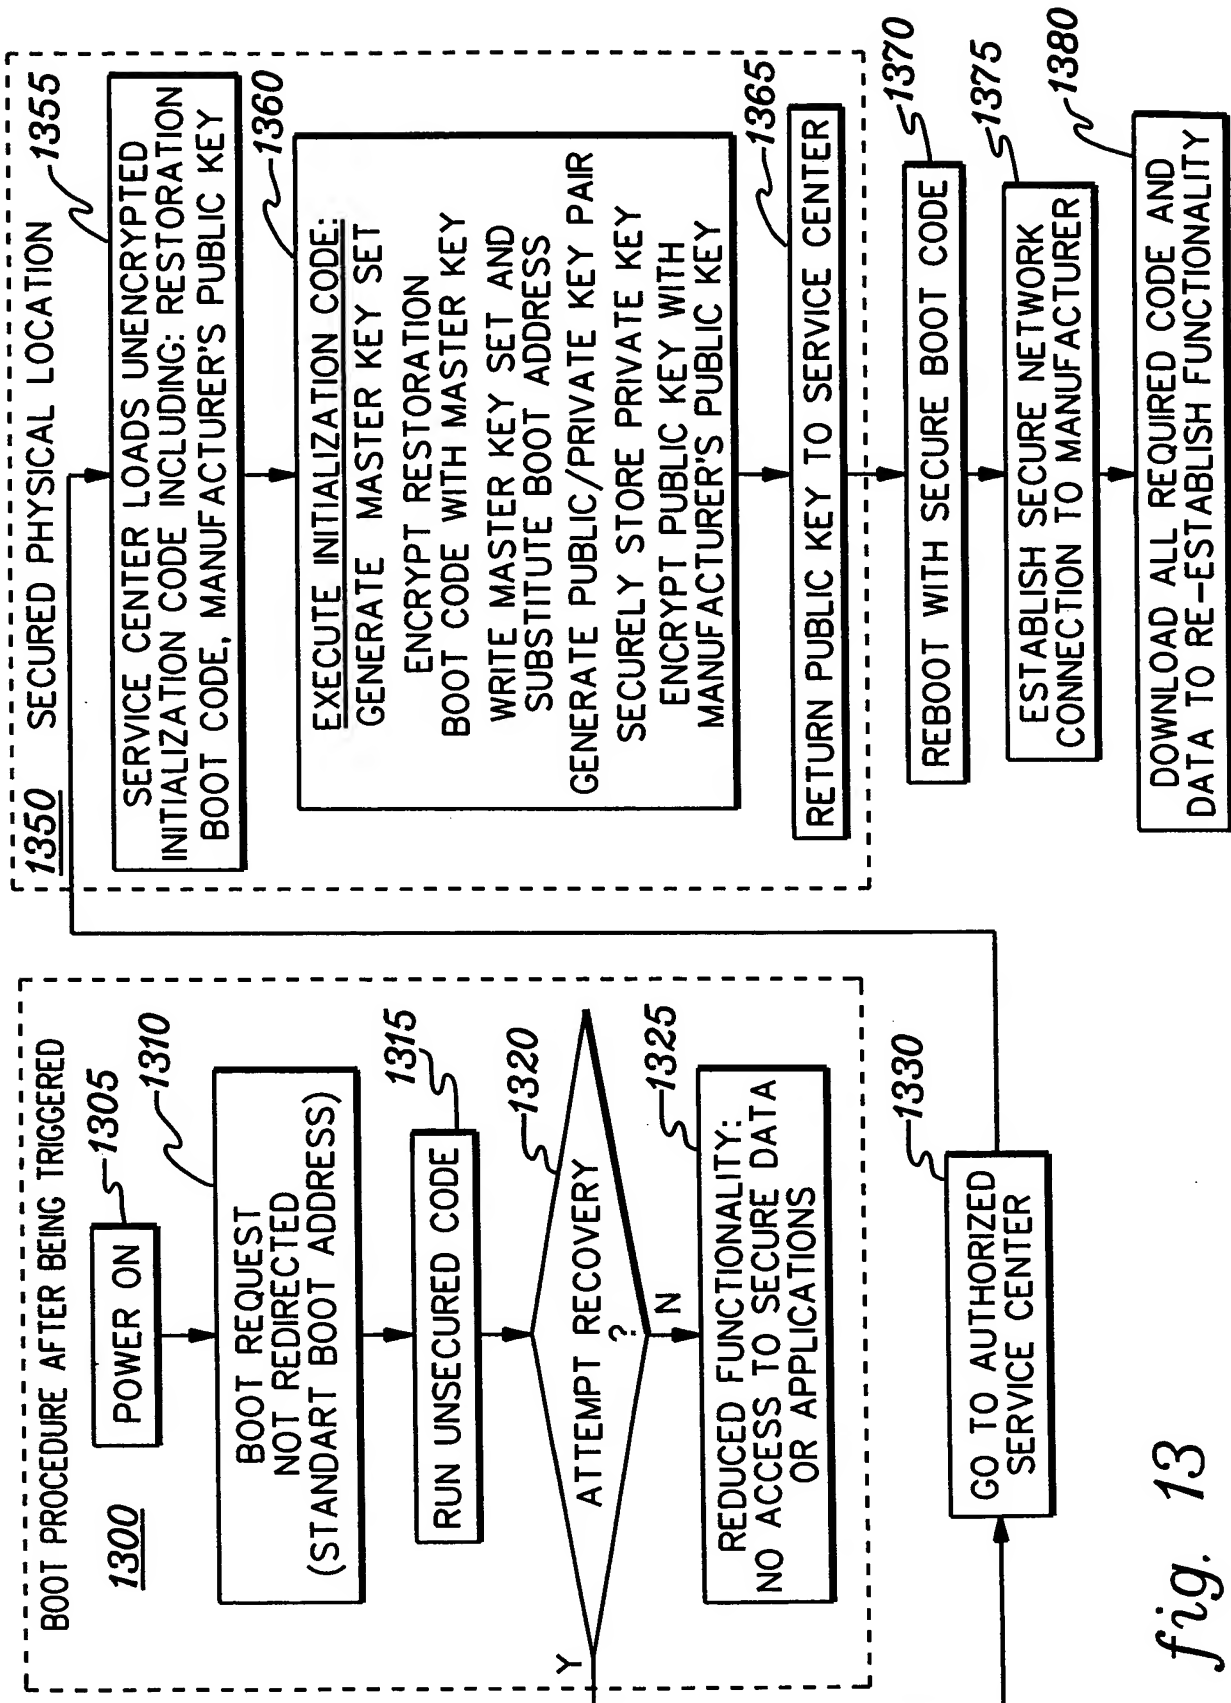 BOOT PROCEDURE AFTER BEING TRIGGERED
1300
1305
POWER ON
1310
BOOT REQUEST
NOT REDIRECTED
(STANDART BOOT ADDRESS)
1315
RUN UNSECURED CODE
1320
ATTEMPT RECOVERY
?
Y
N
1325
REDUCED FUNCTIONALITY:
NO ACCESS TO SECURE DATA
OR APPLICATIONS
1330
GO TO AUTHORIZED
SERVICE CENTER
1350
SECURED PHYSICAL LOCATION
1355
SERVICE CENTER LOADS UNENCRYPTED
INITIALIZATION CODE INCLUDING: RESTORATION
BOOT CODE, MANUFACTURER'S PUBLIC KEY
1360
EXECUTE INITIALIZATION CODE:
GENERATE MASTER KEY SET
ENCRYPT RESTORATION
BOOT CODE WITH MASTER KEY
WRITE MASTER KEY SET AND
SUBSTITUTE BOOT ADDRESS
GENERATE PUBLIC/PRIVATE KEY PAIR
SECURELY STORE PRIVATE KEY
ENCRYPT PUBLIC KEY WITH
MANUFACTURER'S PUBLIC KEY
1365
RETURN PUBLIC KEY TO SERVICE CENTER
1370
REBOOT WITH SECURE BOOT CODE
1375
ESTABLISH SECURE NETWORK
CONNECTION TO MANUFACTURER
1380
DOWNLOAD ALL REQUIRED CODE AND
DATA TO RE-ESTABLISH FUNCTIONALITY
fig. 13